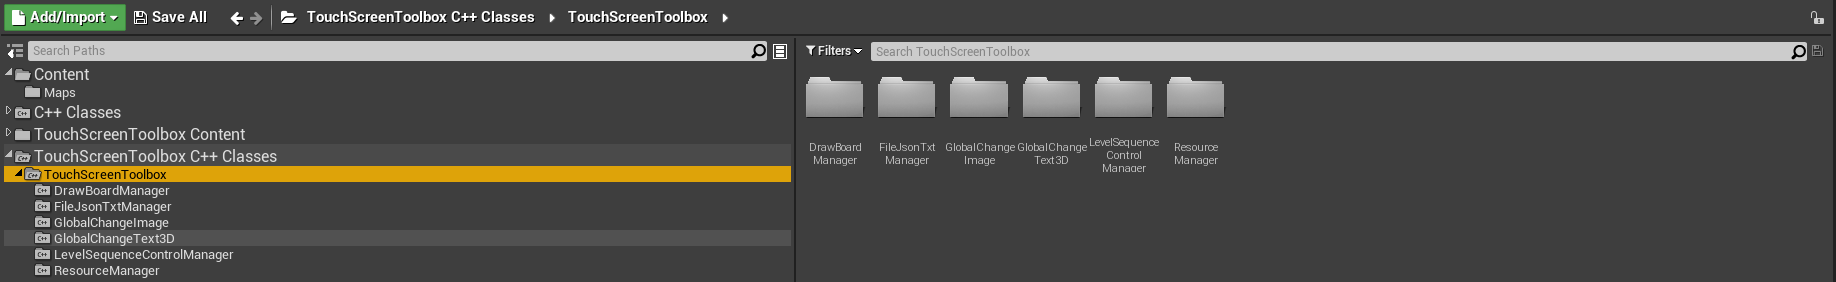 Add/Import
Save All
TouchScreenToolbox C++ Classes
TouchScreenToolbox
Search Paths
Content
Maps
C++ Classes
TouchScreenToolbox Content
TouchScreenToolbox C++ Classes
TouchScreenToolbox
DrawBoardManager
FileJsonTxtManager
GlobalChangeImage
GlobalChangeText3D
LevelSequenceControlManager
ResourceManager
Filters
Search TouchScreenToolbox
DrawBoard
Manager
FileJsonTxt
Manager
GlobalChange
Image
GlobalChange
Text3D
LevelSequence
Control
Manager
Resource
Manager